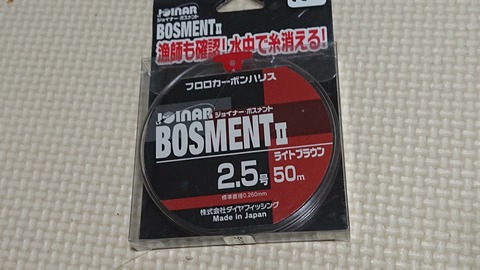 JOINAR
ジョイナー・ボスメント
BOSMENT II
漁師も確認!水中で糸消える!
フロロカーボンハリス
JOINAR ジョイナー・ボスメント
BOSMENT II
ライトブラウン
2.5号 50m
標準直径0.260mm
株式会社ダイヤフィッシング
Made in Japan